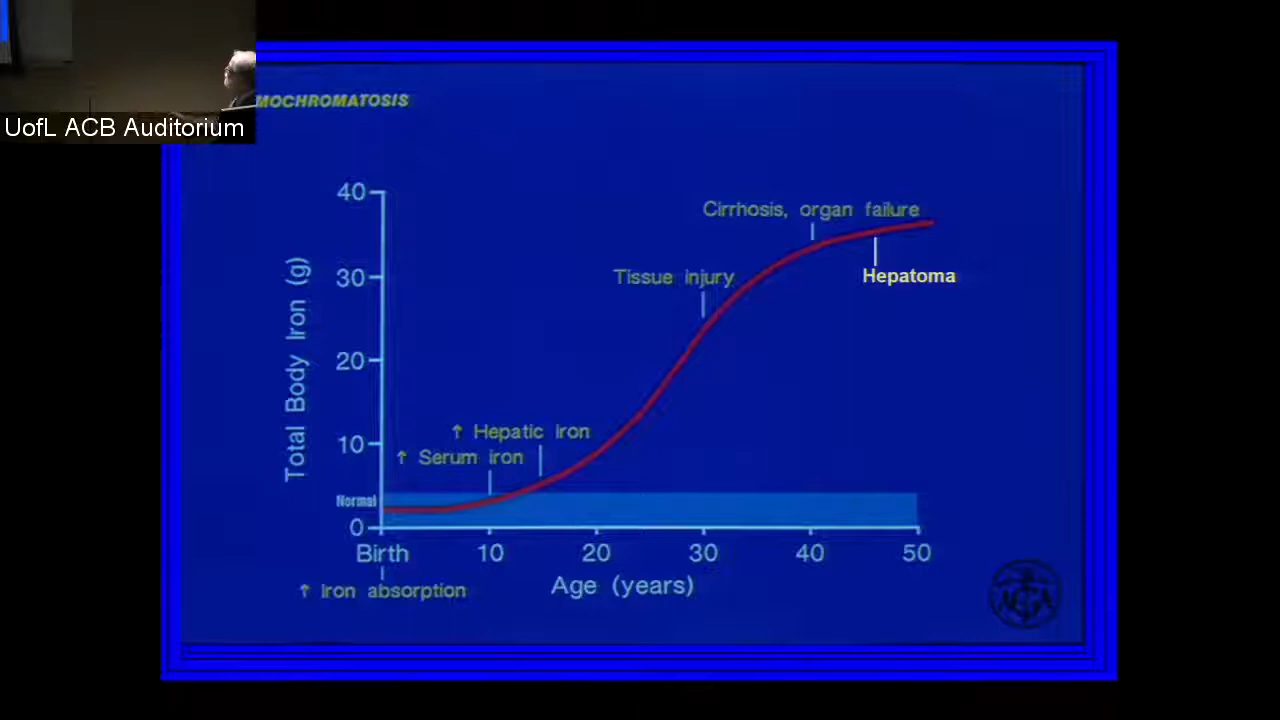 MOCHROMATOSIS
UofL ACB Auditorium
40
Cirrhosis, organ failure
30
Tissue injury
Hepatoma
Total Body Iron (g)
20
10
↑ Hepatic iron
↑ Serum iron
Normal
0
Birth 10 20 30 40 50
↑ Iron absorption
Age (years)
AGA